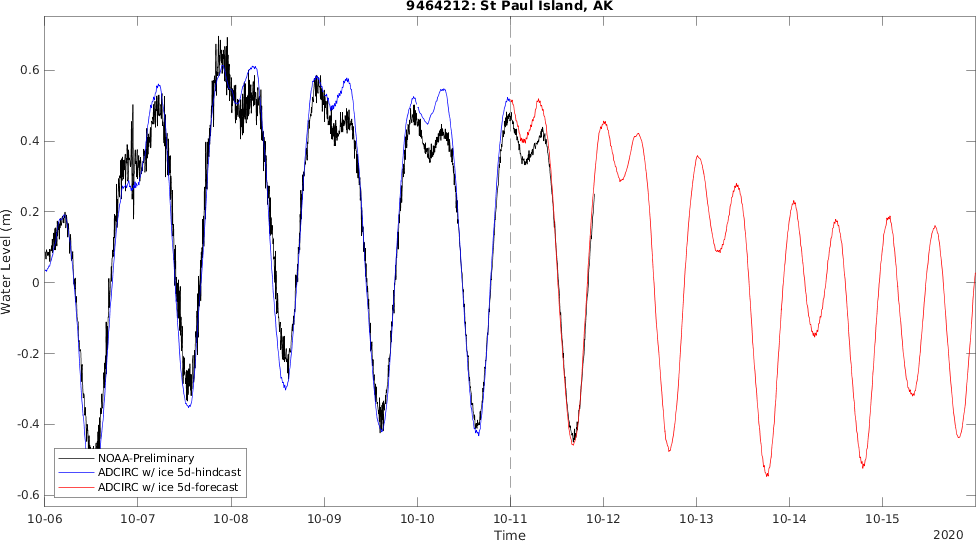 9464212: St Paul Island, AK
Water Level (m)
0.6
0.4
0.2
0
-0.2
-0.4
-0.6
NOAA-Preliminary
ADCIRC w/ ice 5d-hindcast
ADCIRC w/ ice 5d-forecast
10-06 10-07 10-08 10-09 10-10 10-11 10-12 10-13 10-14 10-15
Time
2020